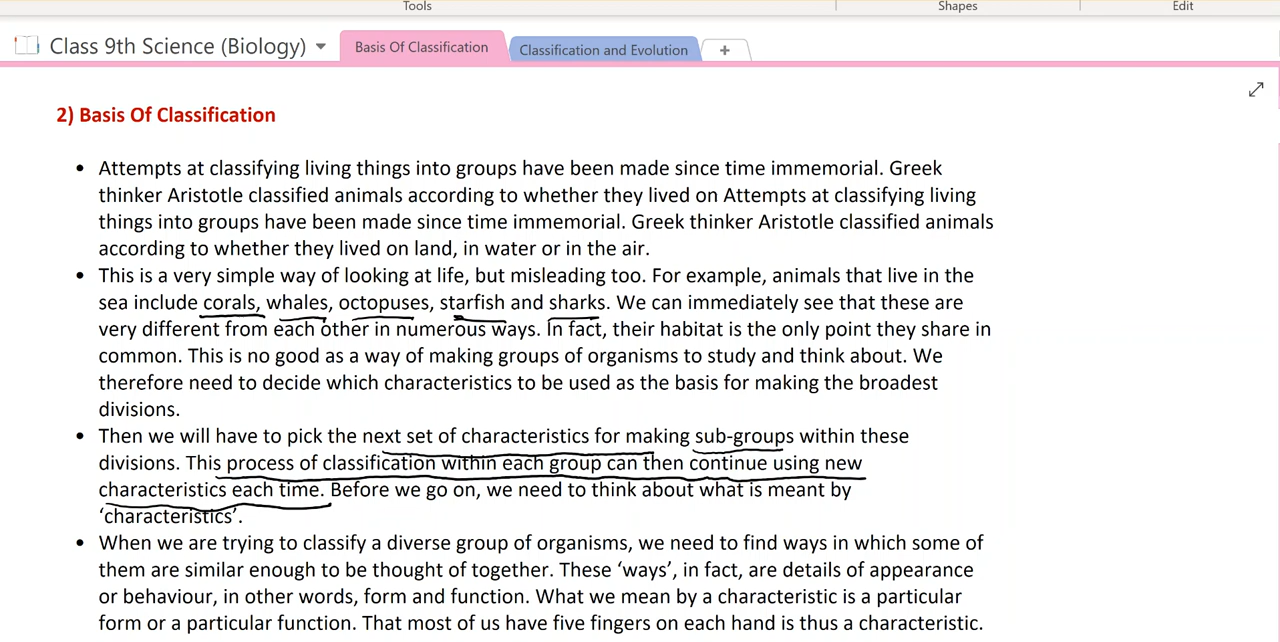 Tools
Shapes
Edit
Class 9th Science (Biology)
Basis Of Classification
Classification and Evolution
+
2) Basis Of Classification
• Attempts at classifying living things into groups have been made since time immemorial. Greek
thinker Aristotle classified animals according to whether they lived on Attempts at classifying living
things into groups have been made since time immemorial. Greek thinker Aristotle classified animals
according to whether they lived on land, in water or in the air.
• This is a very simple way of looking at life, but misleading too. For example, animals that live in the
sea include corals, whales, octopuses, starfish and sharks. We can immediately see that these are
very different from each other in numerous ways. In fact, their habitat is the only point they share in
common. This is no good as a way of making groups of organisms to study and think about. We
therefore need to decide which characteristics to be used as the basis for making the broadest
divisions.
• Then we will have to pick the next set of characteristics for making sub-groups within these
divisions. This process of classification within each group can then continue using new
characteristics each time. Before we go on, we need to think about what is meant by
‘characteristics’.
• When we are trying to classify a diverse group of organisms, we need to find ways in which some of
them are similar enough to be thought of together. These ‘ways’, in fact, are details of appearance
or behaviour, in other words, form and function. What we mean by a characteristic is a particular
form or a particular function. That most of us have five fingers on each hand is thus a characteristic.